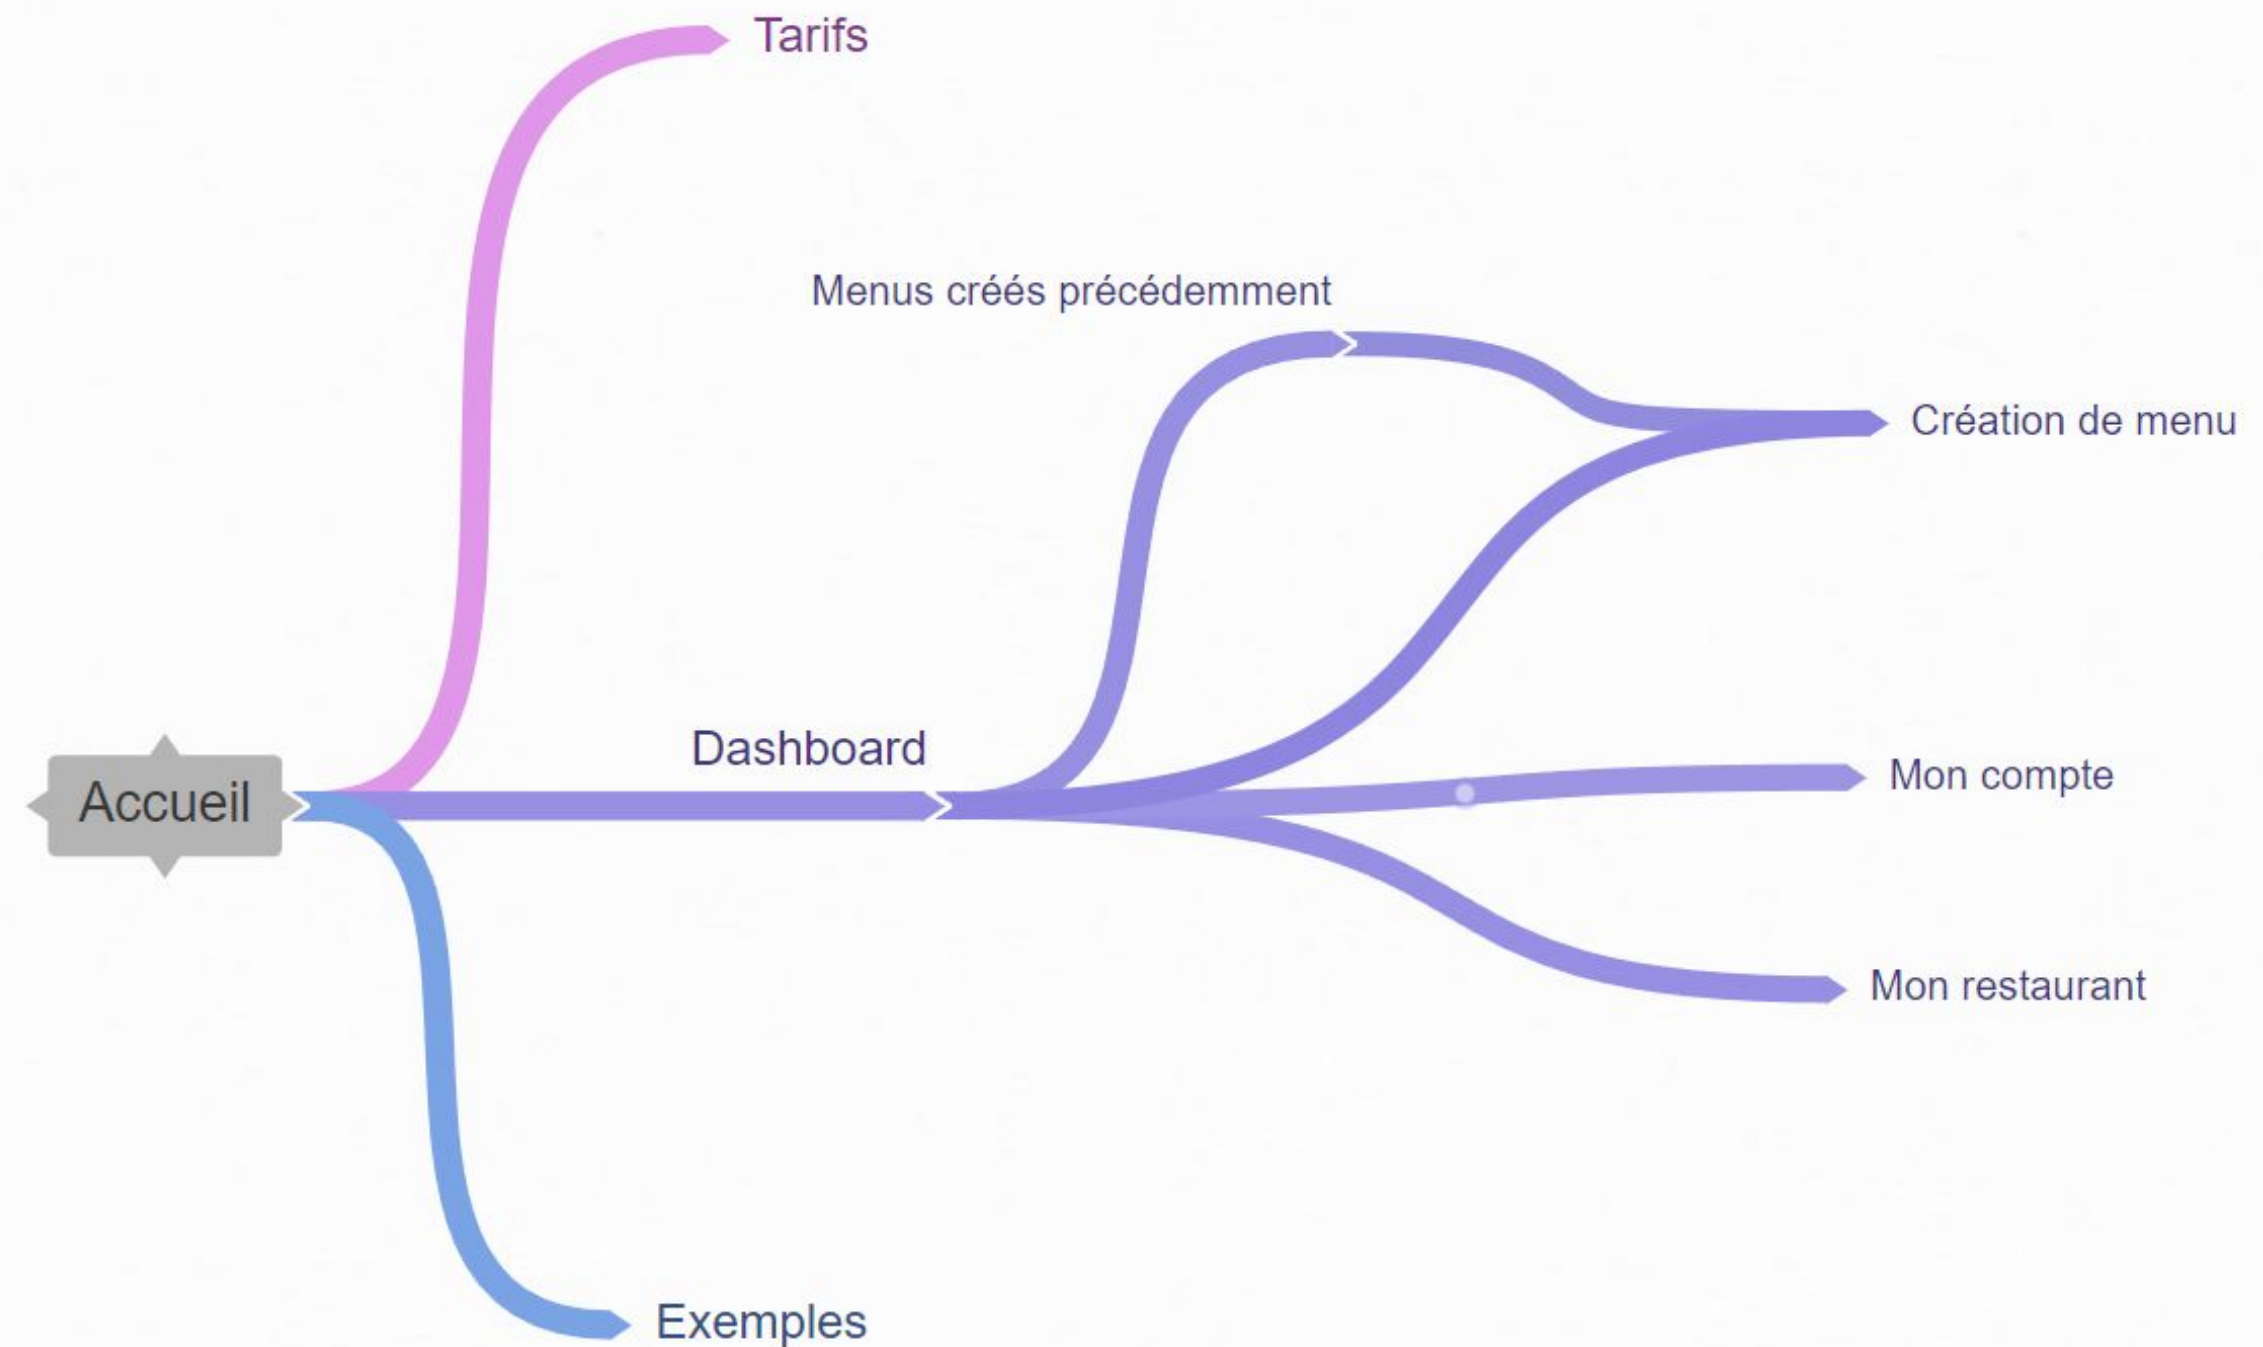 Tarifs
Menus créés précédemment
Création de menu
Dashboard
Mon compte
Accueil
Mon restaurant
Exemples